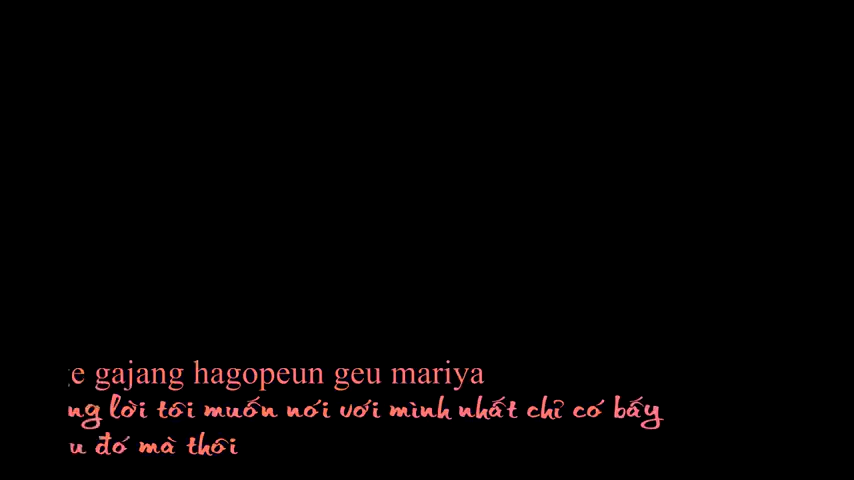 e gajang hagopeun geu mariya
ng lời tôi muốn nói với mình nhất chỉ có bấy
u đó mà thôi